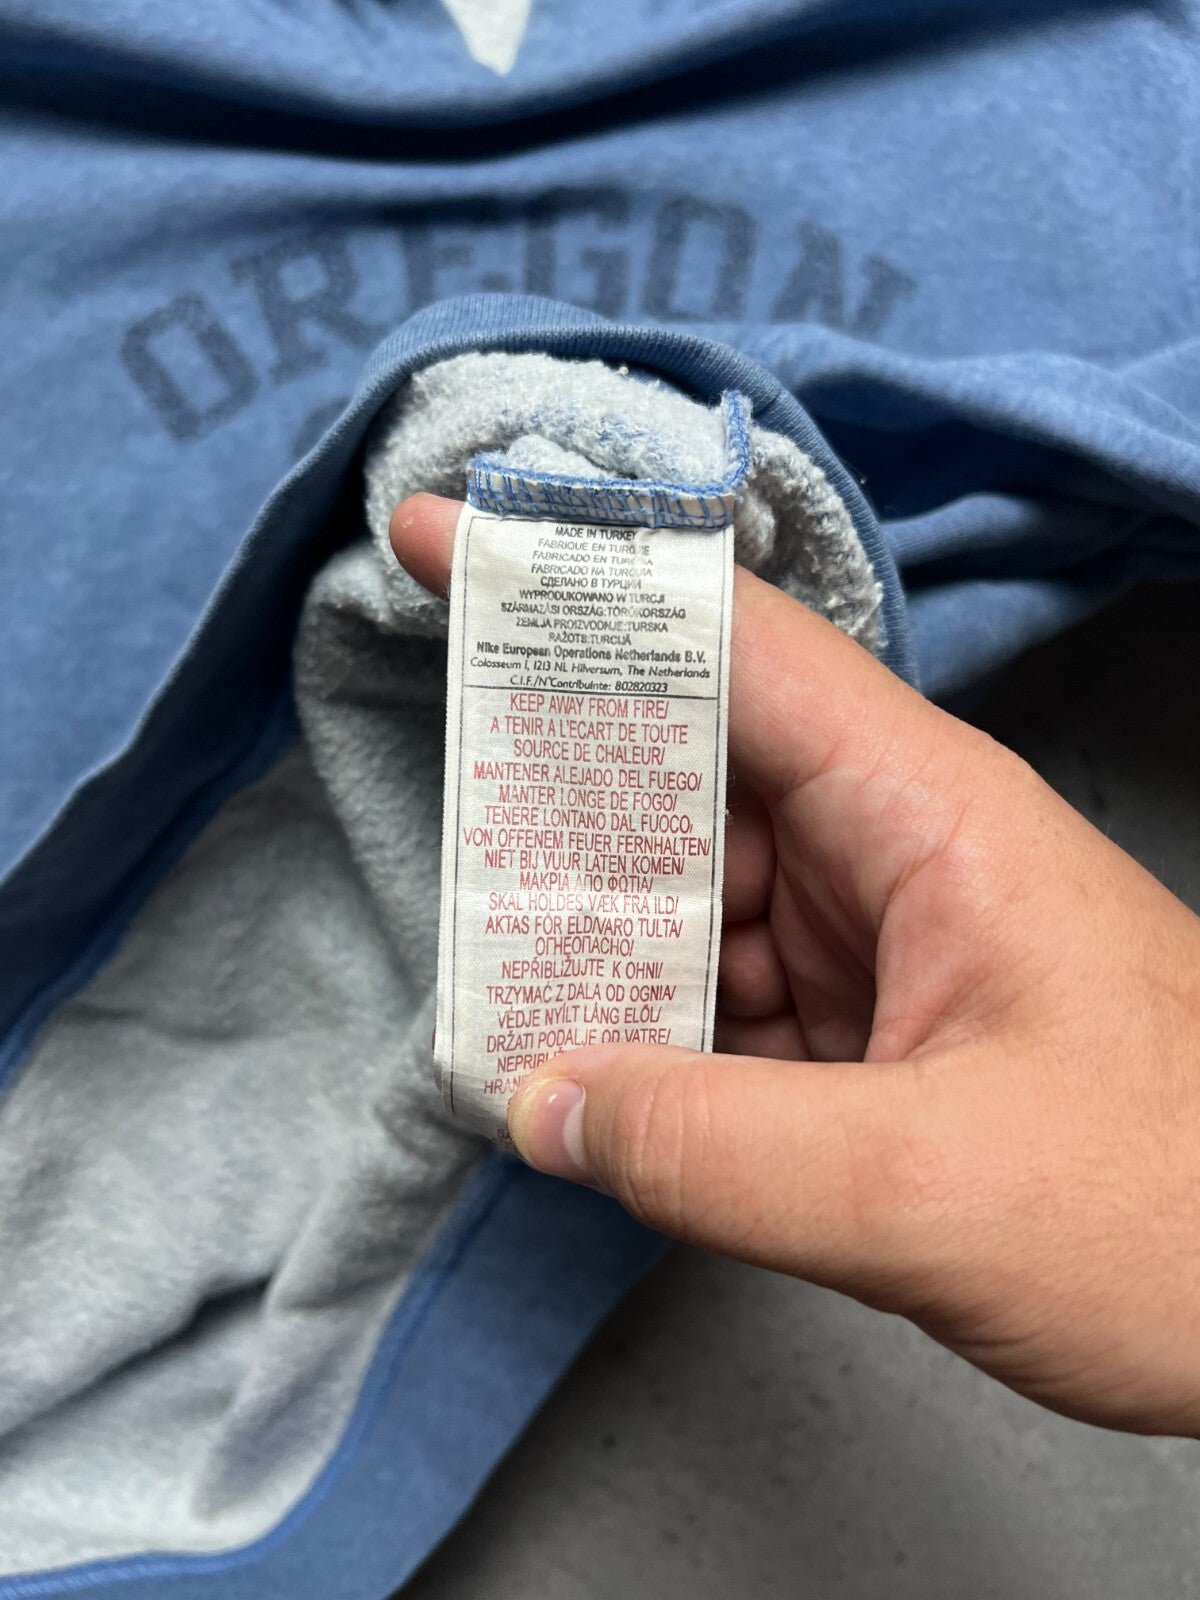 OREGON
MADE IN TURKEY
FABRIQUE EN TURQUIE
FABRICADO EN TURQUIA
FABRICADO NA TURQUIA
СДЕЛАНО В ТУРЦИИ
WYPRODUKOWANO W TURCJI
SZÁRMAZÁSI ORSZÁG:TÖRÖKORSZÁG
ZEMLJA PROIZVODNJE:TURSKA
RAŽOTS:TURCIJĀ
Nike European Operations Netherlands B.V.
Colosseum 1, 1213 NL Hilversum, The Netherlands
C.I.F./N°Contribuinte: 802820323
KEEP AWAY FROM FIRE/
A TENIR A L'ECART DE TOUTE
SOURCE DE CHALEUR/
MANTENER ALEJADO DEL FUEGO/
MANTER LONGE DE FOGO/
TENERE LONTANO DAL FUOCO,
VON OFFENEM FEUER FERNHALTEN/
NIET BIJ VUUR LATEN KOMEN/
ΜΑΚΡΙΑ ΑΠΟ ΦΩΤΙΑ/
SKAL HOLDES VÆK FRA ILD/
AKTAS FÖR ELD/VARO TULTA/
ОГНЕОПАСНО/
NEPŘIBLIŽUJTE K OHNI/
TRZYMAĆ Z DALA OD OGNIA/
VÉDJE NYÍLT LÁNG ELÖL/
DRŽATI PODALJE OD VATRE/